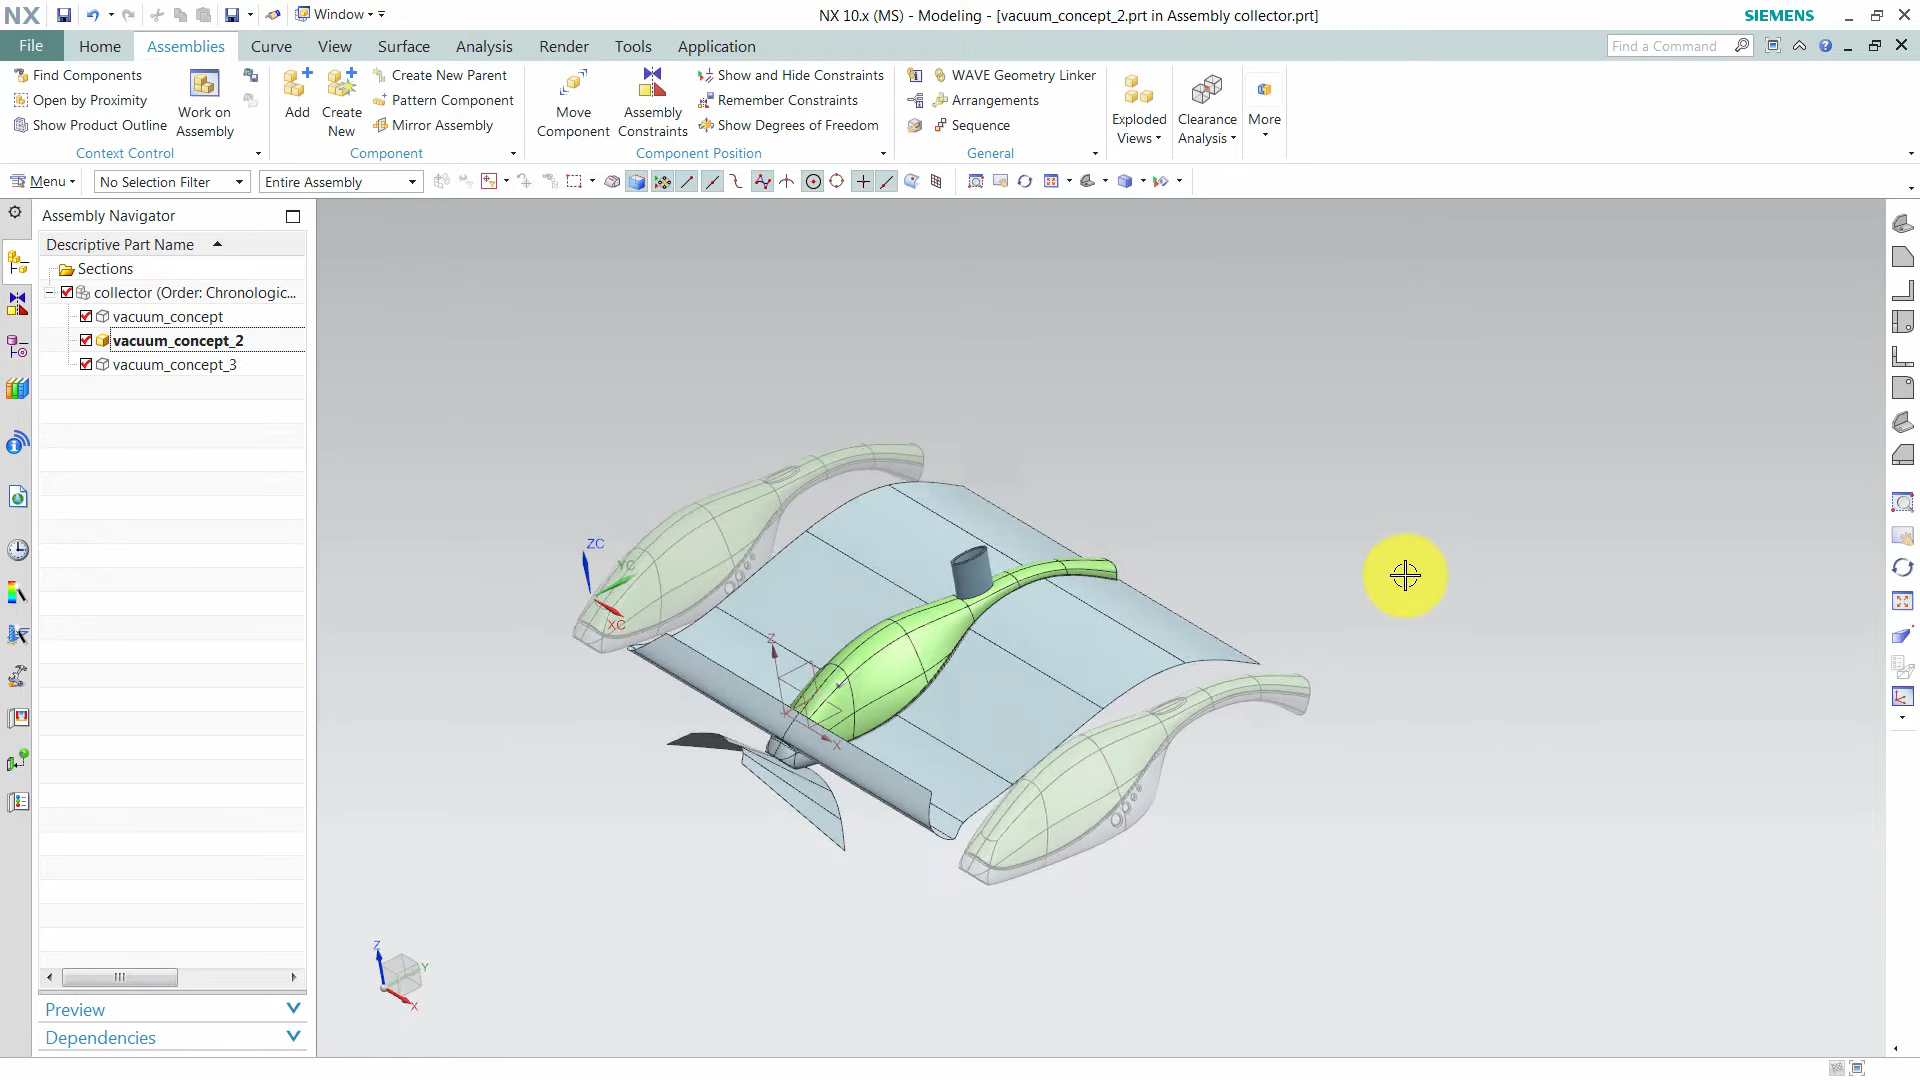 NX
Window
NX 10.x (MS) - Modeling - [vacuum_concept_2.prt in Assembly collector.prt]
SIEMENS
File
Home
Assemblies
Curve
View
Surface
Analysis
Render
Tools
Application
Find a Command
Find Components
Open by Proximity
Show Product Outline
Work on
Assembly
Context Control
Add
Create
New
Create New Parent
Pattern Component
Mirror Assembly
Component
Move
Component
Assembly
Constraints
Show and Hide Constraints
Remember Constraints
Show Degrees of Freedom
Component Position
WAVE Geometry Linker
Arrangements
Sequence
General
Exploded
Views
Clearance
Analysis
More
Menu
No Selection Filter
Entire Assembly
Assembly Navigator
Descriptive Part Name
Sections
collector (Order: Chronologic...
vacuum_concept
vacuum_concept_2
vacuum_concept_3
ZC
YC
XC
Z
X
Z
Y
X
Preview
Dependencies